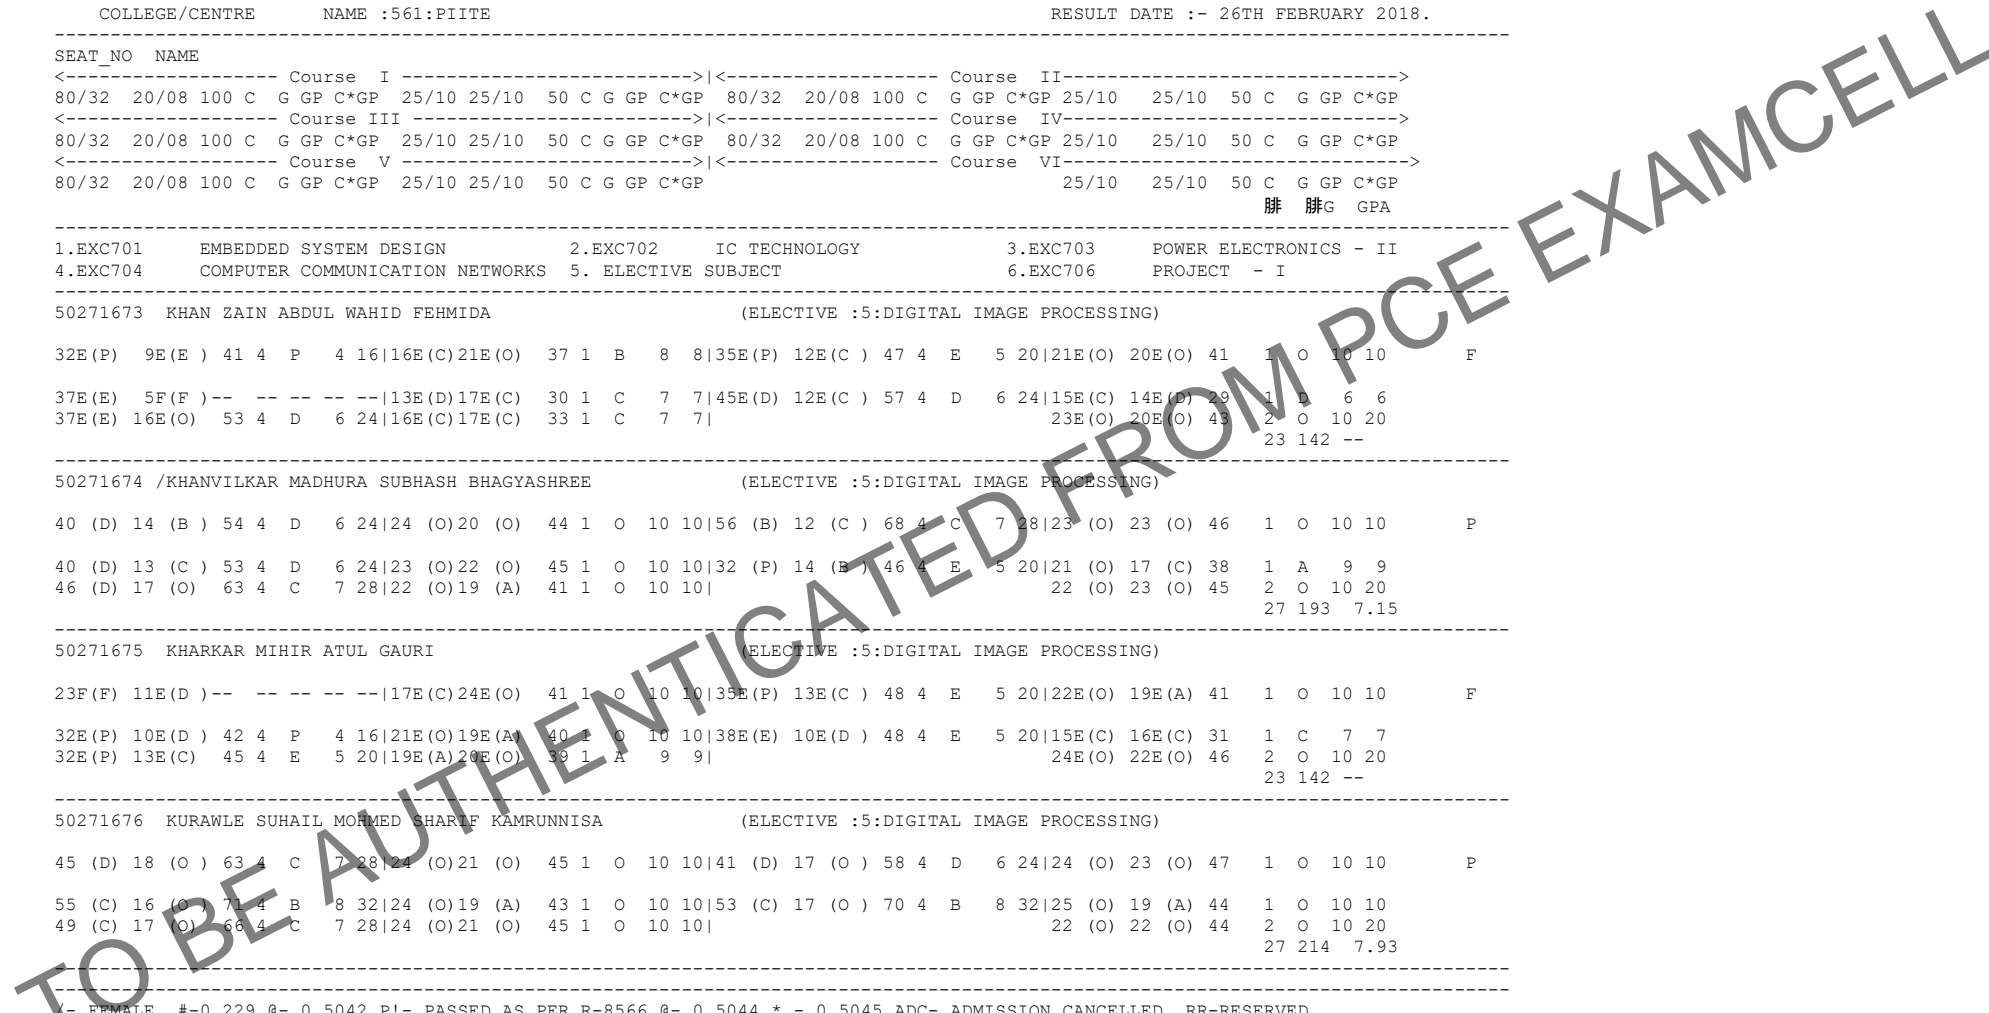 COLLEGE/CENTRE NAME :561:PIITE RESULT DATE :- 26TH FEBRUARY 2018.
SEAT_NO NAME
<------------------- Course I -------------------------->|<------------------- Course II------------------------------>
80/32 20/08 100 C G GP C*GP 25/10 25/10 50 C G GP C*GP 80/32 20/08 100 C G GP C*GP 25/10 25/10 50 C G GP C*GP
<------------------- Course III ------------------------->|<------------------- Course IV------------------------------>
80/32 20/08 100 C G GP C*GP 25/10 25/10 50 C G GP C*GP 80/32 20/08 100 C G GP C*GP 25/10 25/10 50 C G GP C*GP
<------------------- Course V -------------------------->|<------------------- Course VI------------------------------->
80/32 20/08 100 C G GP C*GP 25/10 25/10 50 C G GP C*GP 25/10 25/10 50 C G GP C*GP
腓 腓G GPA
1.EXC701 EMBEDDED SYSTEM DESIGN 2.EXC702 IC TECHNOLOGY 3.EXC703 POWER ELECTRONICS - II
4.EXC704 COMPUTER COMMUNICATION NETWORKS 5. ELECTIVE SUBJECT 6.EXC706 PROJECT - I
50271673 KHAN ZAIN ABDUL WAHID FEHMIDA (ELECTIVE :5:DIGITAL IMAGE PROCESSING)
32E(P) 9E(E ) 41 4 P 4 16|16E(C)21E(O) 37 1 B 8 8|35E(P) 12E(C ) 47 4 E 5 20|21E(O) 20E(O) 41 1 O 10 10 F
37E(E) 5F(F )-- -- -- -- --|13E(D)17E(C) 30 1 C 7 7|45E(D) 12E(C ) 57 4 D 6 24|15E(C) 14E(D) 29 1 D 6 6
37E(E) 16E(O) 53 4 D 6 24|16E(C)17E(C) 33 1 C 7 7| 23E(O) 20E(O) 43 2 O 10 20
23 142 --
50271674 /KHANVILKAR MADHURA SUBHASH BHAGYASHREE (ELECTIVE :5:DIGITAL IMAGE PROCESSING)
40 (D) 14 (B ) 54 4 D 6 24|24 (O)20 (O) 44 1 O 10 10|56 (B) 12 (C ) 68 4 C 7 28|23 (O) 23 (O) 46 1 O 10 10 P
40 (D) 13 (C ) 53 4 D 6 24|23 (O)22 (O) 45 1 O 10 10|32 (P) 14 (B ) 46 4 E 5 20|21 (O) 17 (C) 38 1 A 9 9
46 (D) 17 (O) 63 4 C 7 28|22 (O)19 (A) 41 1 O 10 10| 22 (O) 23 (O) 45 2 O 10 20
27 193 7.15
50271675 KHARKAR MIHIR ATUL GAURI (ELECTIVE :5:DIGITAL IMAGE PROCESSING)
23F(F) 11E(D )-- -- -- -- --|17E(C)24E(O) 41 1 O 10 10|35E(P) 13E(C ) 48 4 E 5 20|22E(O) 19E(A) 41 1 O 10 10 F
32E(P) 10E(D ) 42 4 P 4 16|21E(O)19E(A) 40 1 O 10 10|38E(E) 10E(D ) 48 4 E 5 20|15E(C) 16E(C) 31 1 C 7 7
32E(P) 13E(C) 45 4 E 5 20|19E(A)20E(O) 39 1 A 9 9| 24E(O) 22E(O) 46 2 O 10 20
23 142 --
50271676 KURAWLE SUHAIL MOHMED SHARIF KAMRUNNISA (ELECTIVE :5:DIGITAL IMAGE PROCESSING)
45 (D) 18 (O ) 63 4 C 7 28|24 (O)21 (O) 45 1 O 10 10|41 (D) 17 (O ) 58 4 D 6 24|24 (O) 23 (O) 47 1 O 10 10 P
55 (C) 16 (O ) 71 4 B 8 32|24 (O)19 (A) 43 1 O 10 10|53 (C) 17 (O ) 70 4 B 8 32|25 (O) 19 (A) 44 1 O 10 10
49 (C) 17 (O) 66 4 C 7 28|24 (O)21 (O) 45 1 O 10 10| 22 (O) 22 (O) 44 2 O 10 20
27 214 7.93
/- FEMALE, #-0.229 @- 0.5042 P!- PASSED AS PER R-8566 @- 0.5044 * - 0.5045 ADC- ADMISSION CANCELLED, RR-RESERVED
TO BE AUTHENTICATED FROM PCE EXAMCELL